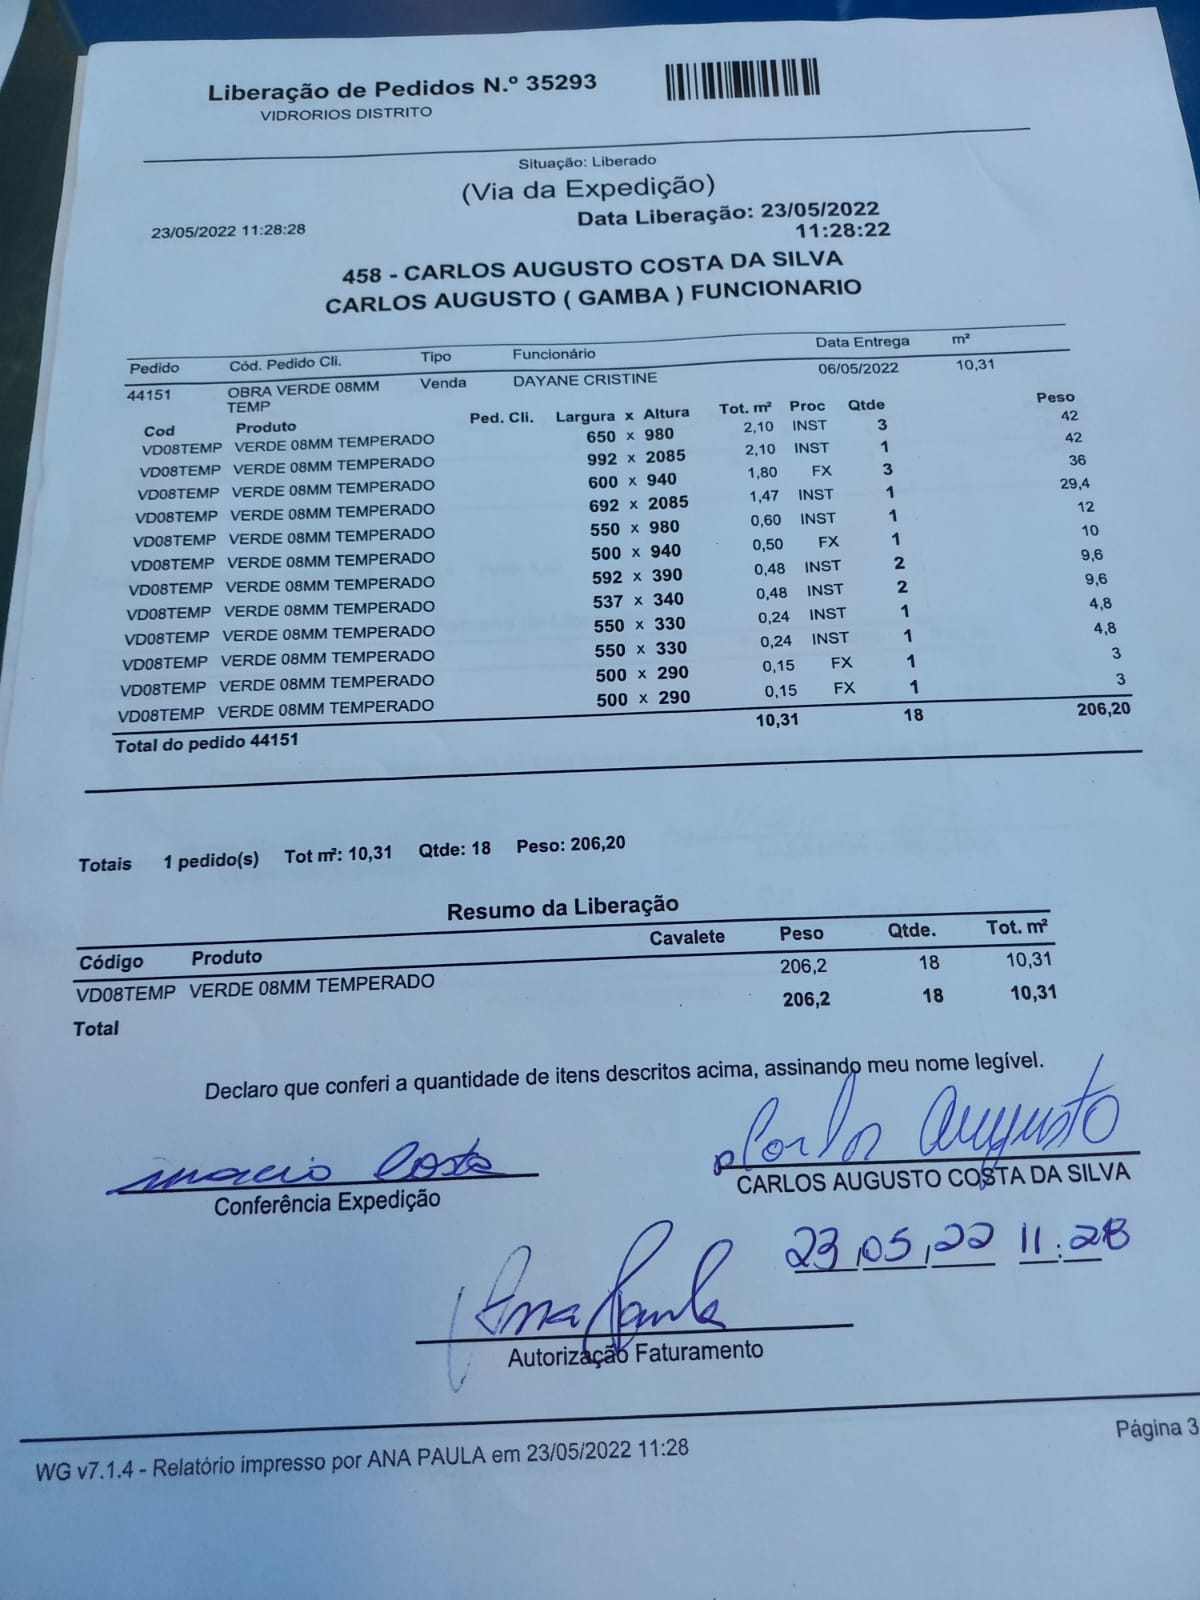 Liberação de Pedidos N.º 35293
VIDRORIOS DISTRITO
Situação: Liberado
(Via da Expedição)
23/05/2022 11:28:28 Data Liberação: 23/05/2022
11:28:22
458 - CARLOS AUGUSTO COSTA DA SILVA
CARLOS AUGUSTO ( GAMBA ) FUNCIONARIO
Pedido Cód. Pedido Cli. Tipo Funcionário Data Entrega m²
44151 OBRA VERDE 08MM TEMP Venda DAYANE CRISTINE 06/05/2022 10,31
Cod Produto Ped. Cli. Largura x Altura Tot. m² Proc Qtde Peso
VD08TEMP VERDE 08MM TEMPERADO 650 x 980 2,10 INST 3 42
VD08TEMP VERDE 08MM TEMPERADO 992 x 2085 2,10 INST 1 42
VD08TEMP VERDE 08MM TEMPERADO 600 x 940 1,80 FX 3 36
VD08TEMP VERDE 08MM TEMPERADO 692 x 2085 1,47 INST 1 29,4
VD08TEMP VERDE 08MM TEMPERADO 550 x 980 0,60 INST 1 12
VD08TEMP VERDE 08MM TEMPERADO 500 x 940 0,50 FX 1 10
VD08TEMP VERDE 08MM TEMPERADO 592 x 390 0,48 INST 2 9,6
VD08TEMP VERDE 08MM TEMPERADO 537 x 340 0,48 INST 2 9,6
VD08TEMP VERDE 08MM TEMPERADO 550 x 330 0,24 INST 1 4,8
VD08TEMP VERDE 08MM TEMPERADO 550 x 330 0,24 INST 1 4,8
VD08TEMP VERDE 08MM TEMPERADO 500 x 290 0,15 FX 1 3
VD08TEMP VERDE 08MM TEMPERADO 500 x 290 0,15 FX 1 3
Total do pedido 44151 10,31 18 206,20
Totais 1 pedido(s) Tot m²: 10,31 Qtde: 18 Peso: 206,20
Resumo da Liberação
Código Produto Cavalete Peso Qtde. Tot. m²
VD08TEMP VERDE 08MM TEMPERADO 206,2 18 10,31
Total 206,2 18 10,31
Declaro que conferi a quantidade de itens descritos acima, assinando meu nome legível.
macio Costa Carlos Augusto
Conferência Expedição CARLOS AUGUSTO COSTA DA SILVA
23/05/22 11:28
Ana Paula
Autorização Faturamento
WG v7.1.4 - Relatório impresso por ANA PAULA em 23/05/2022 11:28 Página 3